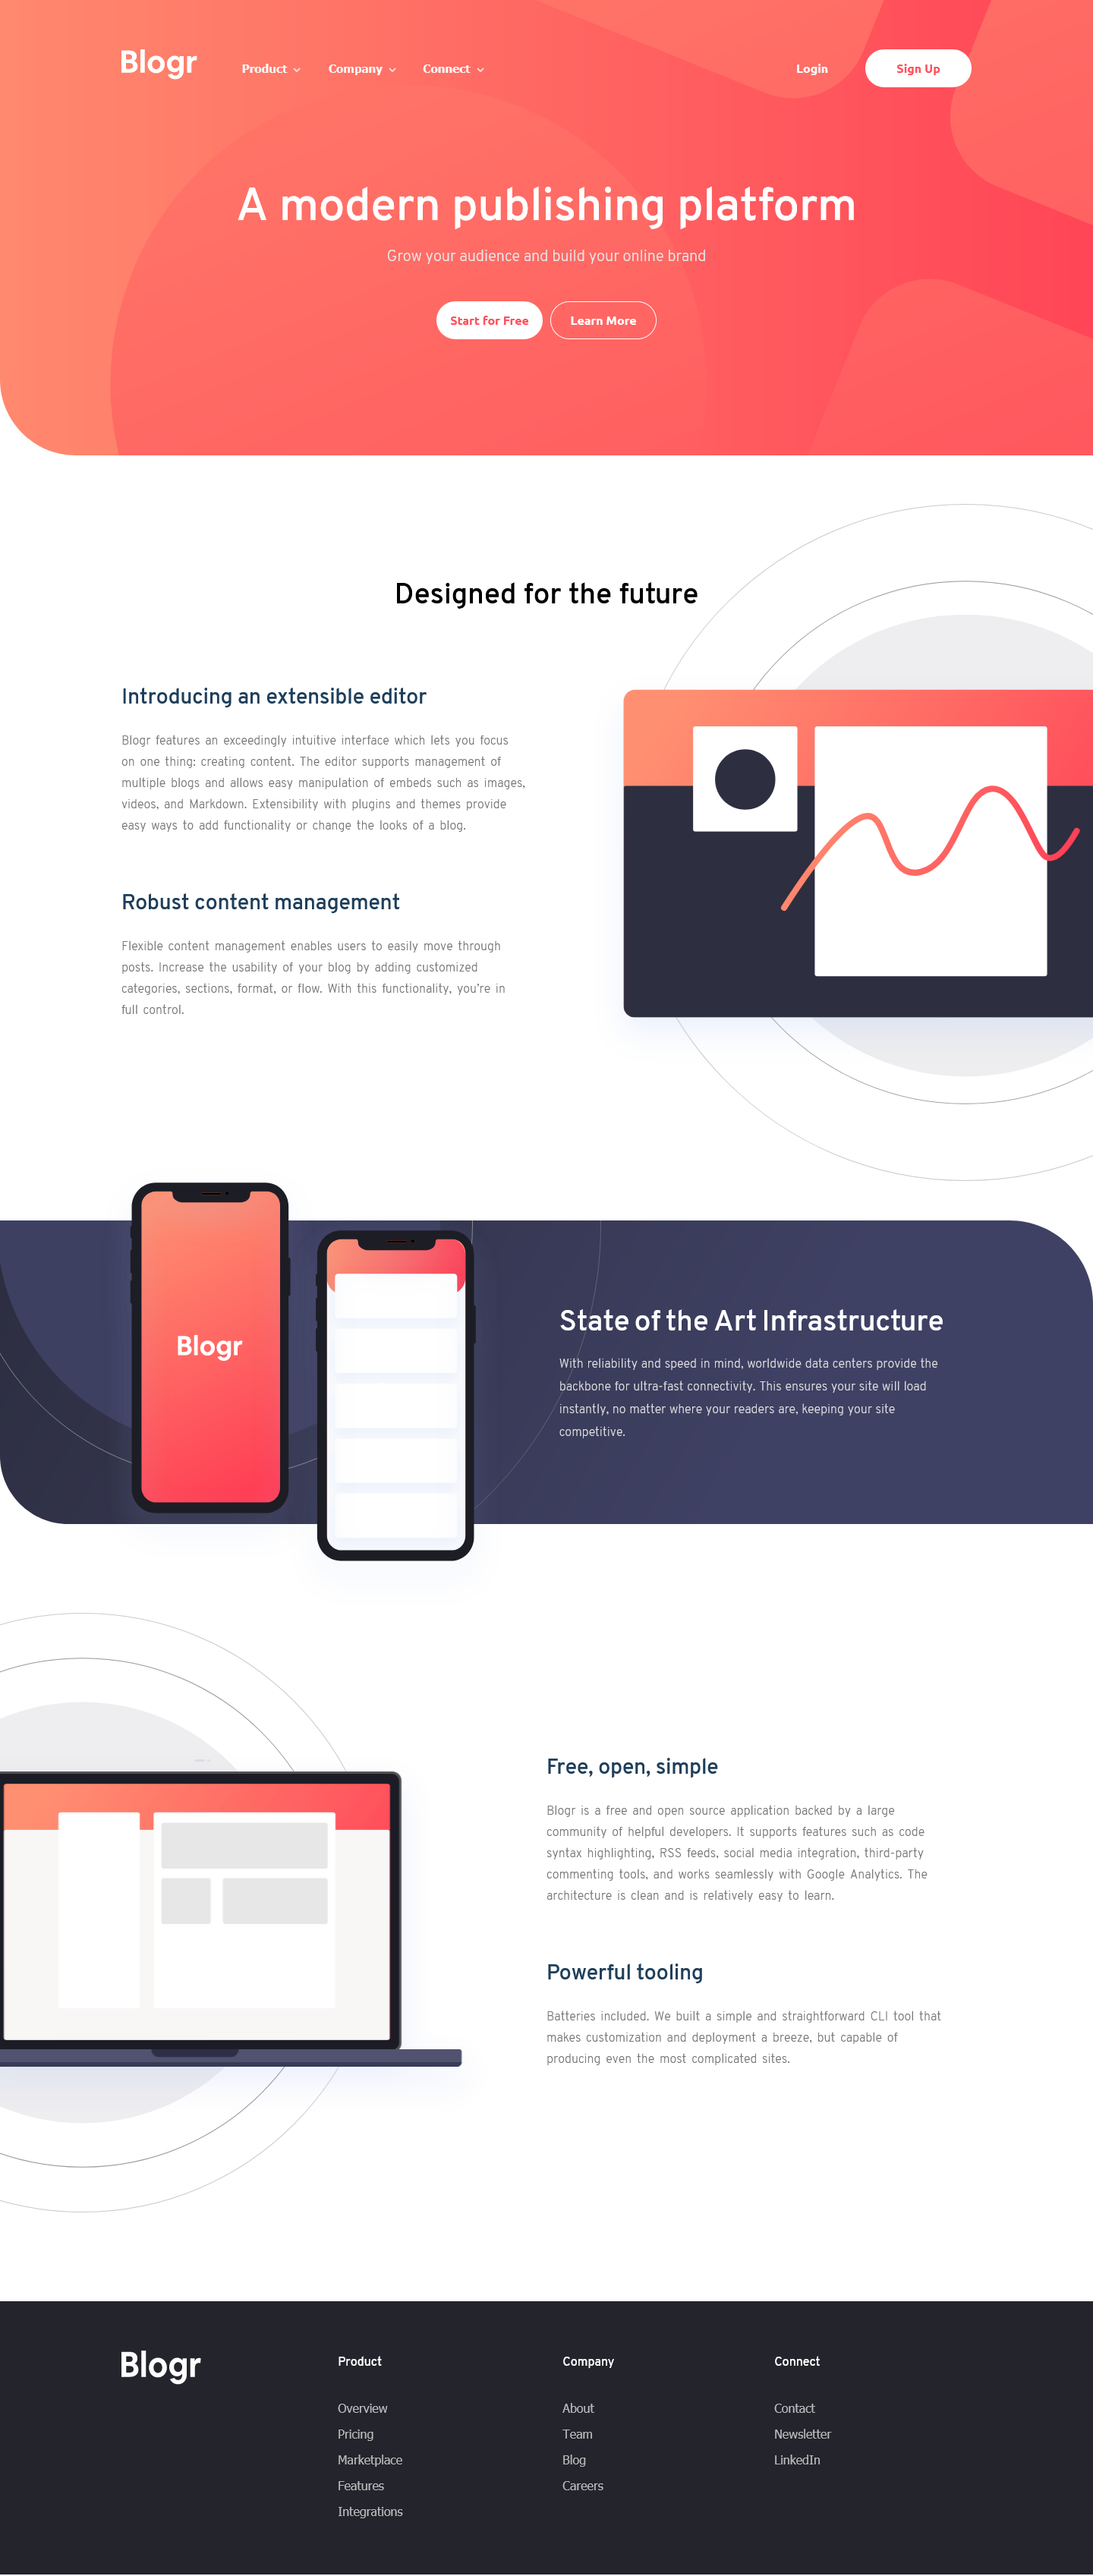 Blogr Product Company Connect Login Sign Up
A modern publishing platform
Grow your audience and build your online brand
Start for Free Learn More
Designed for the future
Introducing an extensible editor
Blogr features an exceedingly intuitive interface which lets you focus
on one thing: creating content. The editor supports management of
multiple blogs and allows easy manipulation of embeds such as images,
videos, and Markdown. Extensibility with plugins and themes provide
easy ways to add functionality or change the looks of a blog.
Robust content management
Flexible content management enables users to easily move through
posts. Increase the usability of your blog by adding customized
categories, sections, format, or flow. With this functionality, you're in
full control.
Blogr
State of the Art Infrastructure
With reliability and speed in mind, worldwide data centers provide the
backbone for ultra-fast connectivity. This ensures your site will load
instantly, no matter where your readers are, keeping your site
competitive.
Free, open, simple
Blogr is a free and open source application backed by a large
community of helpful developers. It supports features such as code
syntax highlighting, RSS feeds, social media integration, third-party
commenting tools, and works seamlessly with Google Analytics. The
architecture is clean and is relatively easy to learn.
Powerful tooling
Batteries included. We built a simple and straightforward CLI tool that
makes customization and deployment a breeze, but capable of
producing even the most complicated sites.
Blogr
Product
Overview
Pricing
Marketplace
Features
Integrations
Company
About
Team
Blog
Careers
Connect
Contact
Newsletter
LinkedIn